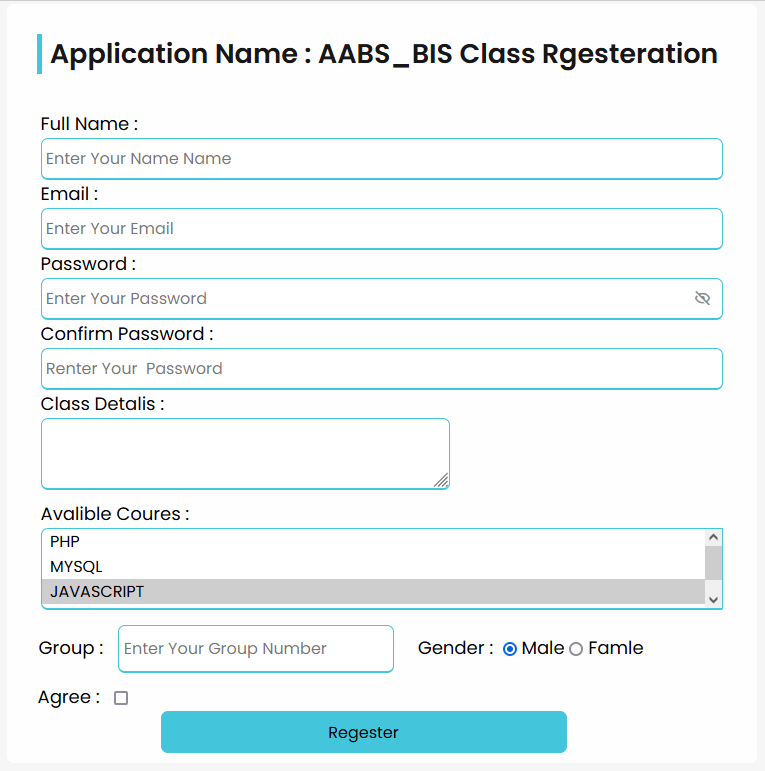 Application Name : AABS_BIS Class Rgesteration
Full Name :
Enter Your Name Name
Email :
Enter Your Email
Password :
Enter Your Password
Confirm Password :
Renter Your  Password
Class Detalis :
Avalible Coures :
PHP
MYSQL
JAVASCRIPT
Group : Enter Your Group Number Gender : Male Famle
Agree :
Regester